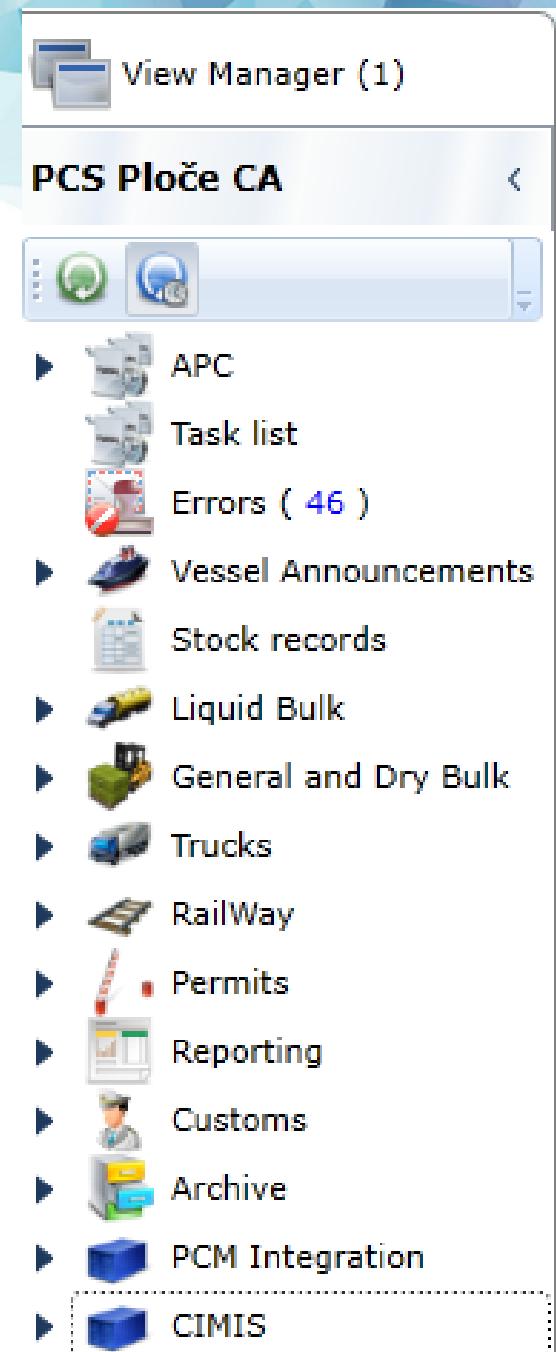 View Manager (1)
PCS Ploče CA
APC
Task list
Errors ( 46 )
Vessel Announcements
Stock records
Liquid Bulk
General and Dry Bulk
Trucks
RailWay
Permits
Reporting
Customs
Archive
PCM Integration
CIMIS